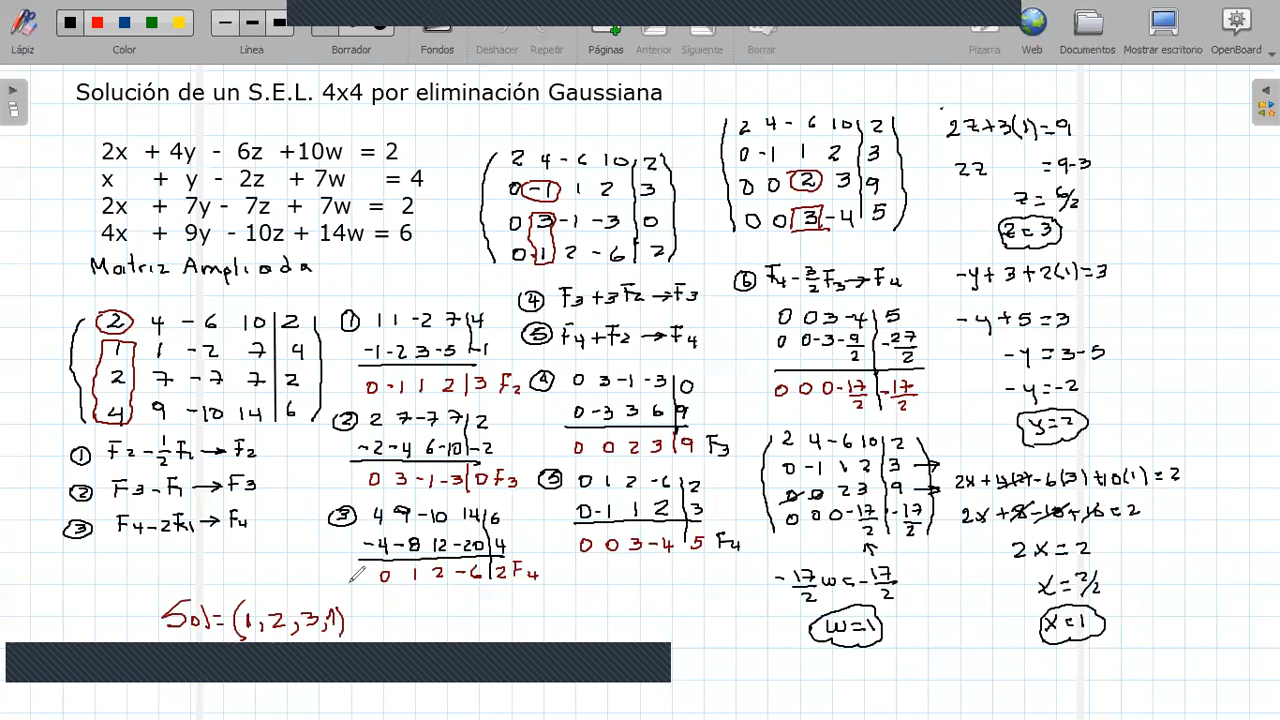 Lápiz
Color
Línea
Borrador
Fondos
Deshacer
Repetir
Páginas
Anterior
Siguiente
Borrar
Pizarra
Web
Documentos
Mostrar escritorio
OpenBoard
Solución de un S.E.L. 4x4 por eliminación Gaussiana
2x + 4y - 6z +10w = 2
x + y - 2z + 7w = 4
2x + 7y - 7z + 7w = 2
4x + 9y - 10z + 14w = 6
Matriz Ampliada
2 4 -6 10 | 2
1 1 -2 7 | 4
2 7 -7 7 | 2
4 9 -10 14 | 6
① F2 - 1/2 F1 → F2
② F3 - F1 → F3
③ F4 - 2F1 → F4
① 1 1 -2 7 | 4
-1 -2 3 -5 | -1
0 -1 1 2 | 3 F2
② 2 7 -7 7 | 2
-2 -4 6 -10 | -2
0 3 -1 -3 | 0 F3
③ 4 9 -10 14 | 6
-4 -8 12 -20 | 4
0 1 2 -6 | 2 F4
Sol = (1, 2, 3, 1)
2 4 -6 10 | 2
0 -1 1 2 | 3
0 3 -1 -3 | 0
0 1 2 -6 | 2
④ F3 + 3F2 → F3
⑤ F4 + F2 → F4
④ 0 3 -1 -3 | 0
0 -3 3 6 | 9
0 0 2 3 | 9 F3
⑤ 0 1 2 -6 | 2
0 -1 1 2 | 3
0 0 3 -4 | 5 F4
2 4 -6 10 | 2
0 -1 1 2 | 3
0 0 2 3 | 9
0 0 3 -4 | 5
⑥ F4 - 3/2 F3 → F4
0 0 3 -4 | 5
0 0 -3 -9/2 | -27/2
0 0 0 -17/2 | -17/2
2 4 -6 10 | 2
0 -1 1 2 | 3 →
0 0 2 3 | 9 →
0 0 0 -17/2 | -17/2
↑
-17/2 w = -17/2
w = 1
2z + 3(1) = 9
2z = 9 - 3
z = 6/2
z = 3
-y + 3 + 2(1) = 3
-y + 5 = 3
-y = 3 - 5
-y = -2
y = 2
2x + 4(2) - 6(3) + 10(1) = 2
2x + 8 - 18 + 10 = 2
2x = 2
x = 2/2
x = 1